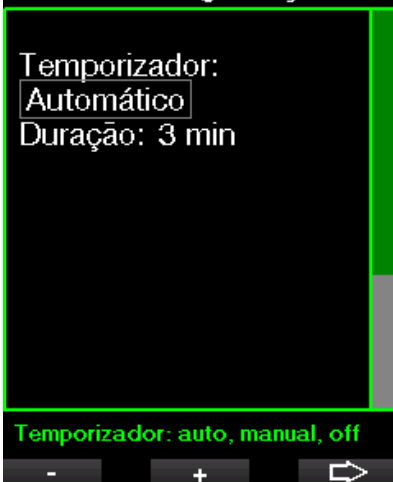 Temporizador:
Automático
Duração: 3 min
Temporizador: auto, manual, off
- +